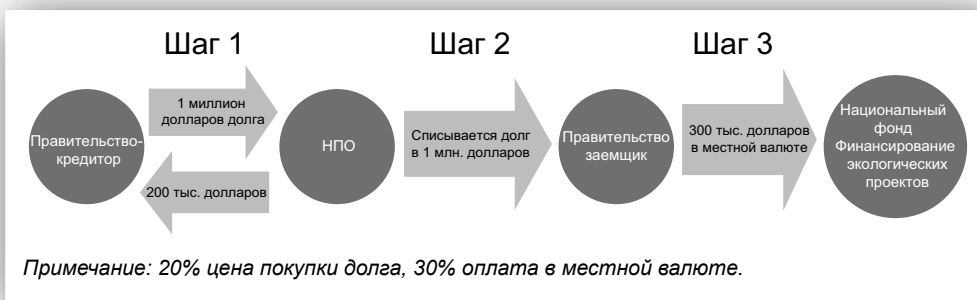 Шаг 1
Шаг 2
Шаг 3
Правительство-
кредитор
1 миллион
долларов долга
200 тыс. долларов
НПО
Списывается долг
в 1 млн. долларов
Правительство
заемщик
300 тыс. долларов
в местной валюте
Национальный
фонд
Финансирование
экологических
проектов
Примечание: 20% цена покупки долга, 30% оплата в местной валюте.